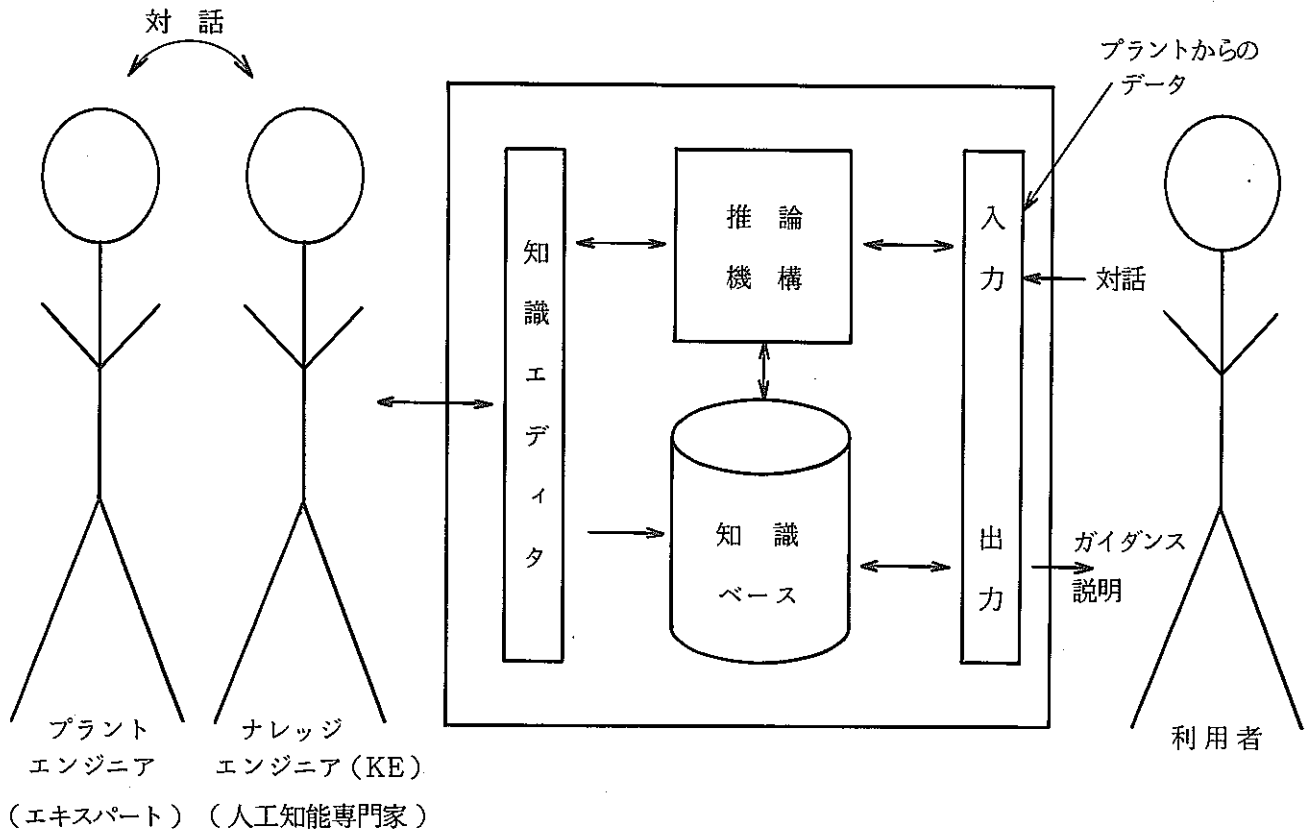 対話
プラントからの
データ
推論
機構
知識エディタ
入力
対話
知識
ベース
出力
ガイダンス
説明
プラント
エンジニア
(エキスパート)
ナレッジ
エンジニア(KE)
(人工知能専門家)
利用者